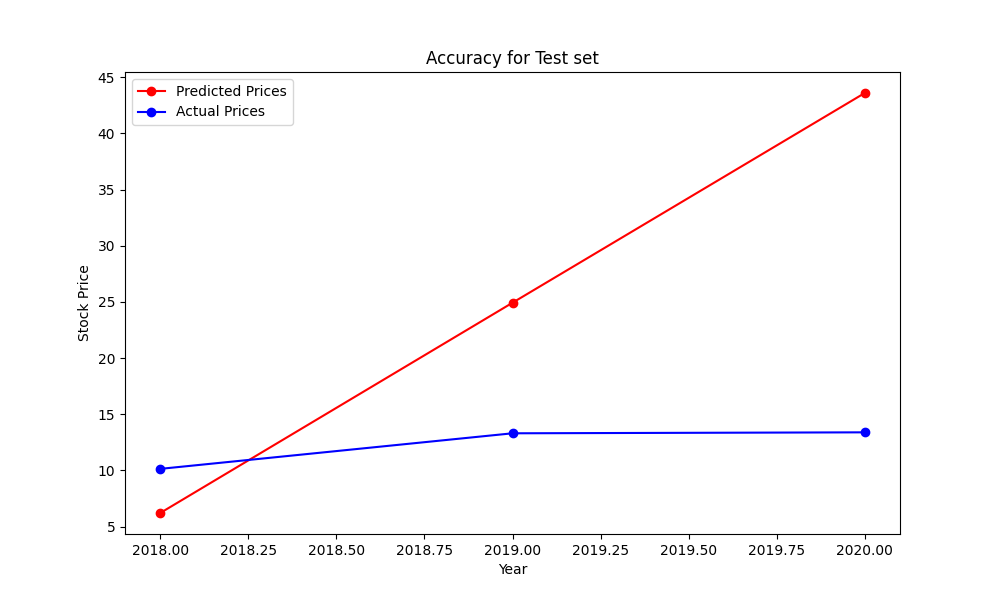 Accuracy for Test set
Predicted Prices
Actual Prices
45
40
35
30
25
20
15
10
5
Stock Price
2018.00 2018.25 2018.50 2018.75 2019.00 2019.25 2019.50 2019.75 2020.00
Year